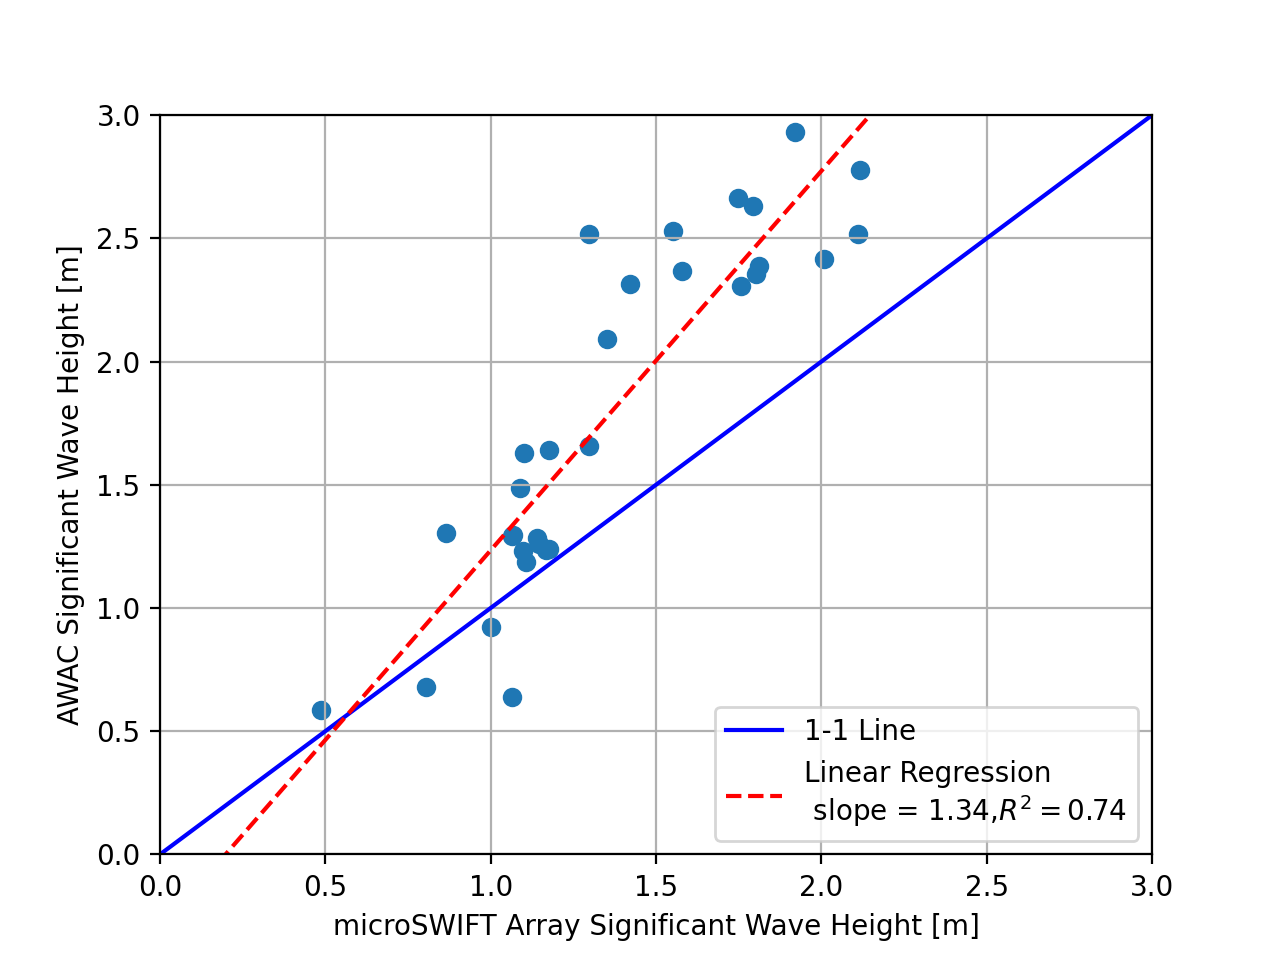 3.0
2.5
2.0
1.5
1.0
0.5
0.0
AWAC Significant Wave Height [m]
1-1 Line
Linear Regression
slope = 1.34,R² = 0.74
0.0 0.5 1.0 1.5 2.0 2.5 3.0
microSWIFT Array Significant Wave Height [m]